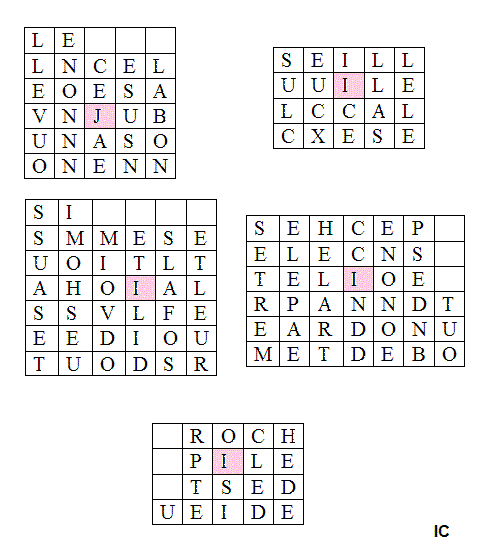 L E
L N C E L
E O E S A
V N J U B
U N A S O
O N E N N
S E I L L
U U I L E
L C C A L
C X E S E
S I
S M M E S E
U O I T L T
A H O I A L
S S V L F E
E E D I O U
T U O D S R
S E H C E P
E L E C N S
T E L I O E
R P A N N D T
E A R D O N U
M E T D E B O
R O C H
P I L E
T S E D
U E I D E
IC